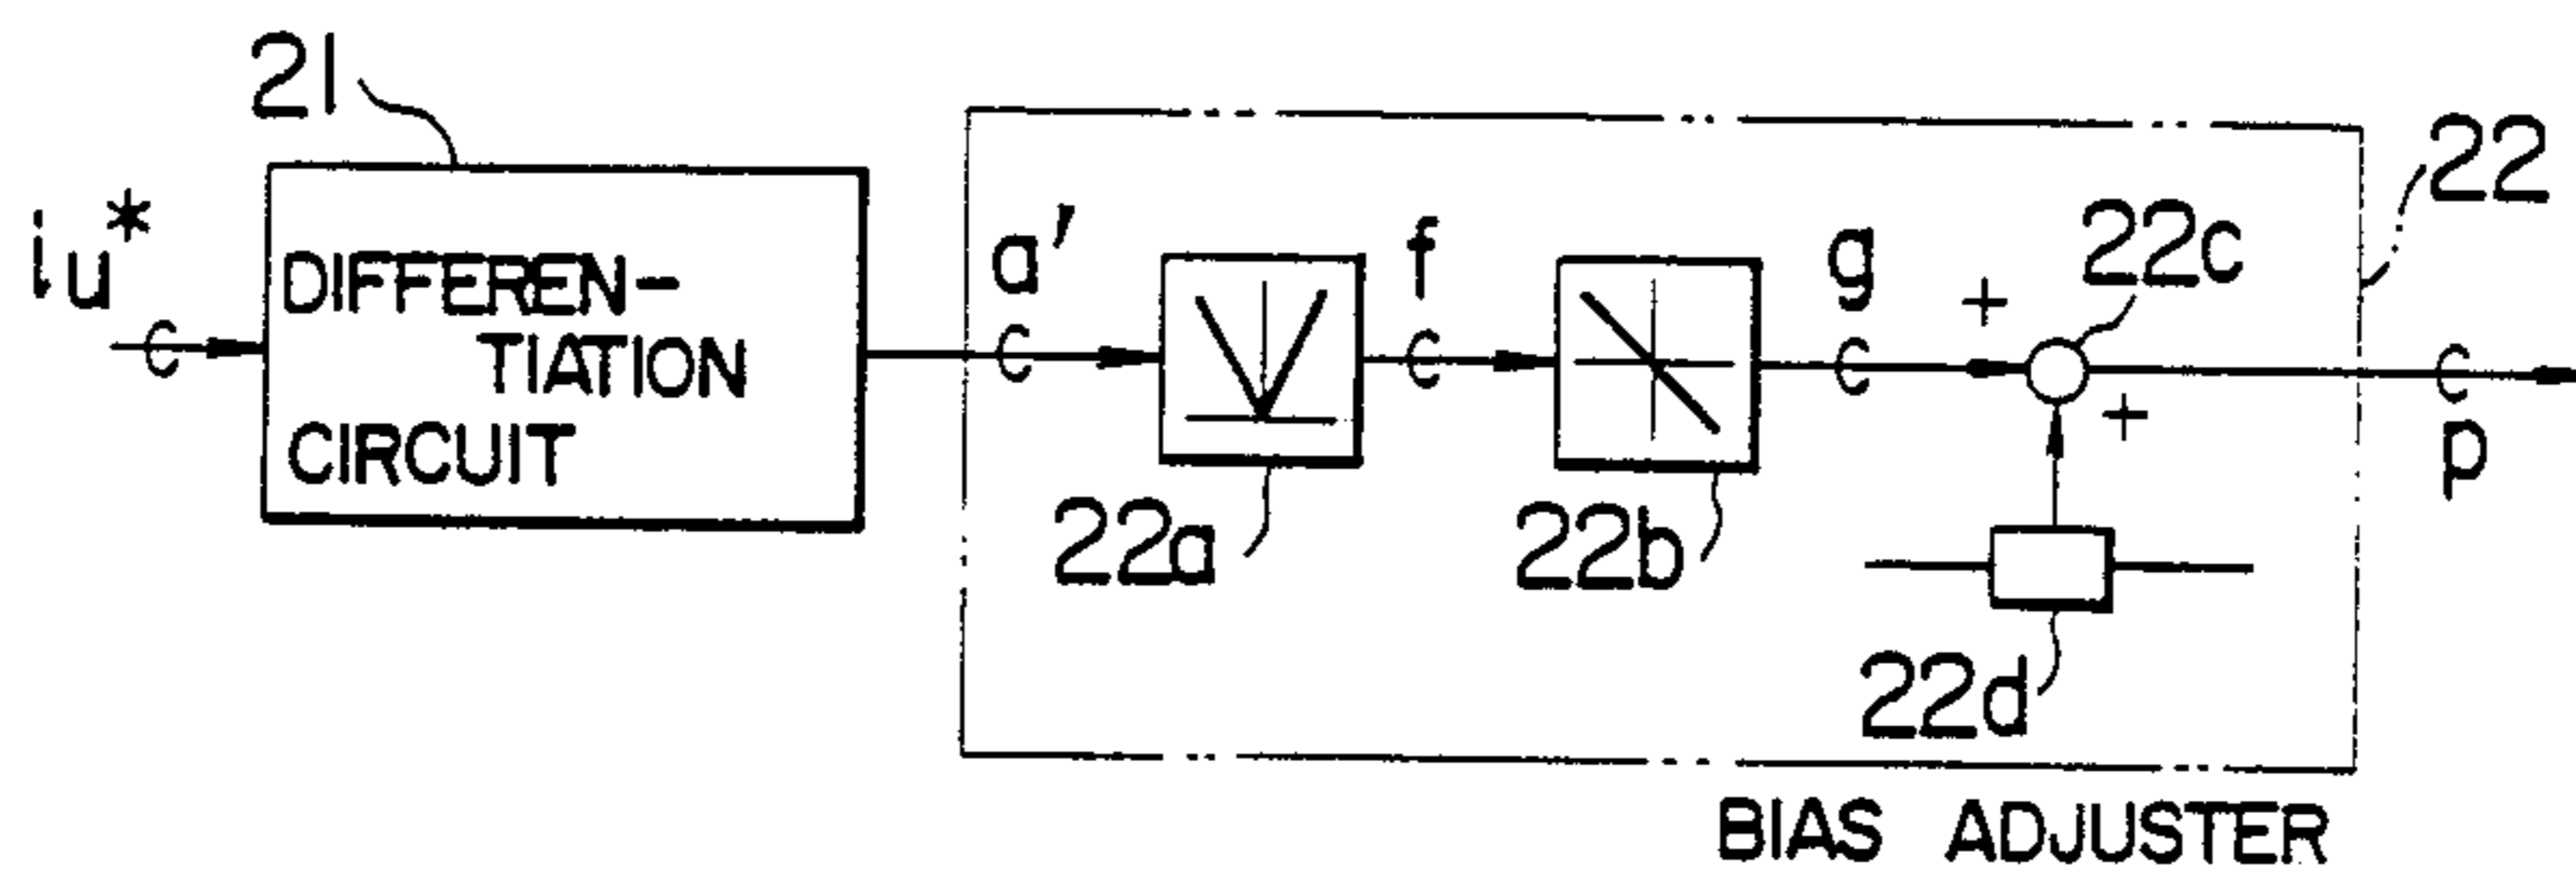 21
iu*
DIFFEREN-
TIATION
CIRCUIT
a'
f
g
+
22c
22
+
p
22a
22b
22d
BIAS ADJUSTER